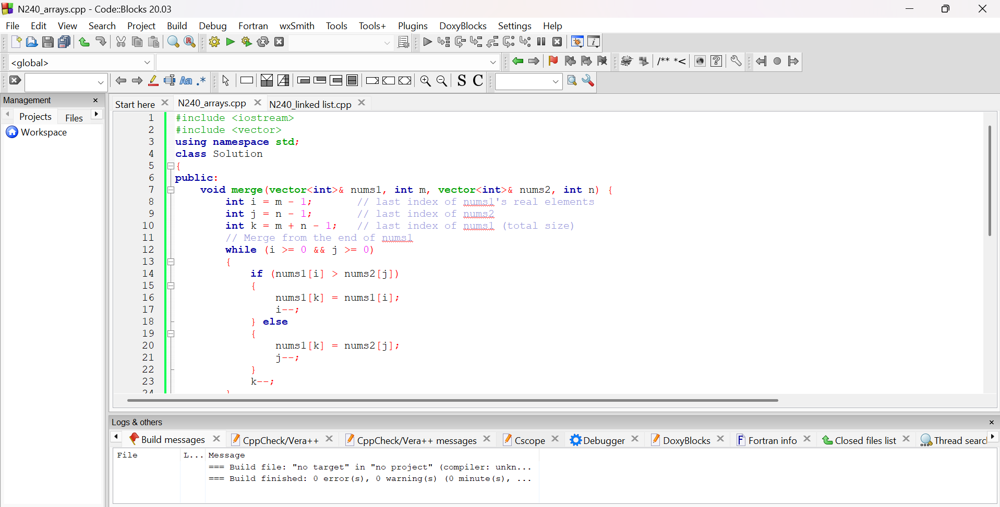 N240_arrays.cpp - Code::Blocks 20.03
File Edit View Search Project Build Debug Fortran wxSmith Tools Tools+ Plugins DoxyBlocks Settings Help
<global>
/** *<
Aa .* S C
Management
Projects Files
Workspace
Start here N240_arrays.cpp N240_linked list.cpp
1 #include <iostream>
2 #include <vector>
3 using namespace std;
4 class Solution
5 {
6 public:
7 void merge(vector<int>& nums1, int m, vector<int>& nums2, int n) {
8 int i = m - 1; // last index of nums1's real elements
9 int j = n - 1; // last index of nums2
10 int k = m + n - 1; // last index of nums1 (total size)
11 // Merge from the end of nums1
12 while (i >= 0 && j >= 0)
13 {
14 if (nums1[i] > nums2[j])
15 {
16 nums1[k] = nums1[i];
17 i--;
18 } else
19 {
20 nums1[k] = nums2[j];
21 j--;
22 }
23 k--;
24 }
Logs & others
Build messages CppCheck/Vera++ CppCheck/Vera++ messages Cscope Debugger DoxyBlocks Fortran info Closed files list Thread searc
File L... Message
=== Build file: "no target" in "no project" (compiler: unkn...
=== Build finished: 0 error(s), 0 warning(s) (0 minute(s), ...